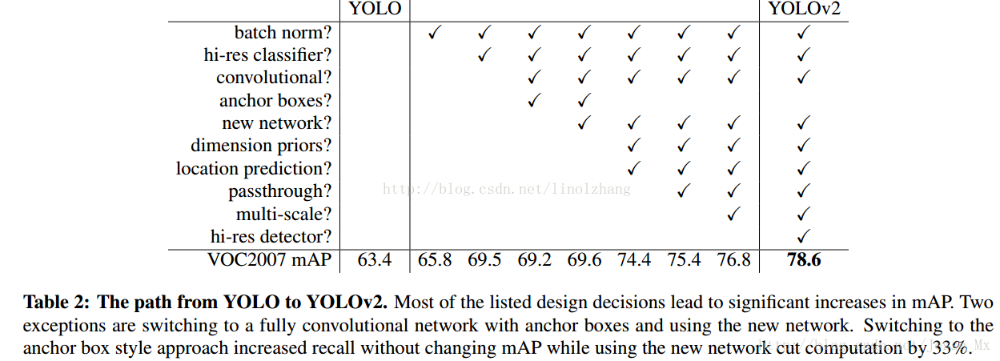 YOLO YOLOv2
batch norm? ✓ ✓ ✓ ✓ ✓ ✓ ✓ ✓
hi-res classifier? ✓ ✓ ✓ ✓ ✓ ✓ ✓
convolutional? ✓ ✓ ✓ ✓ ✓ ✓
anchor boxes? ✓ ✓
new network? ✓ ✓ ✓ ✓ ✓
dimension priors? ✓ ✓ ✓ ✓
location prediction? ✓ ✓ ✓ ✓
passthrough? ✓ ✓ ✓
http://blog.csdn.net/linolzhang
multi-scale? ✓ ✓
hi-res detector? ✓
VOC2007 mAP 63.4 65.8 69.5 69.2 69.6 74.4 75.4 76.8 78.6
Table 2: The path from YOLO to YOLOv2. Most of the listed design decisions lead to significant increases in mAP. Two
exceptions are switching to a fully convolutional network with anchor boxes and using the new network. Switching to the
anchor box style approach increased recall without changing mAP while using the new network cut computation by 33%.